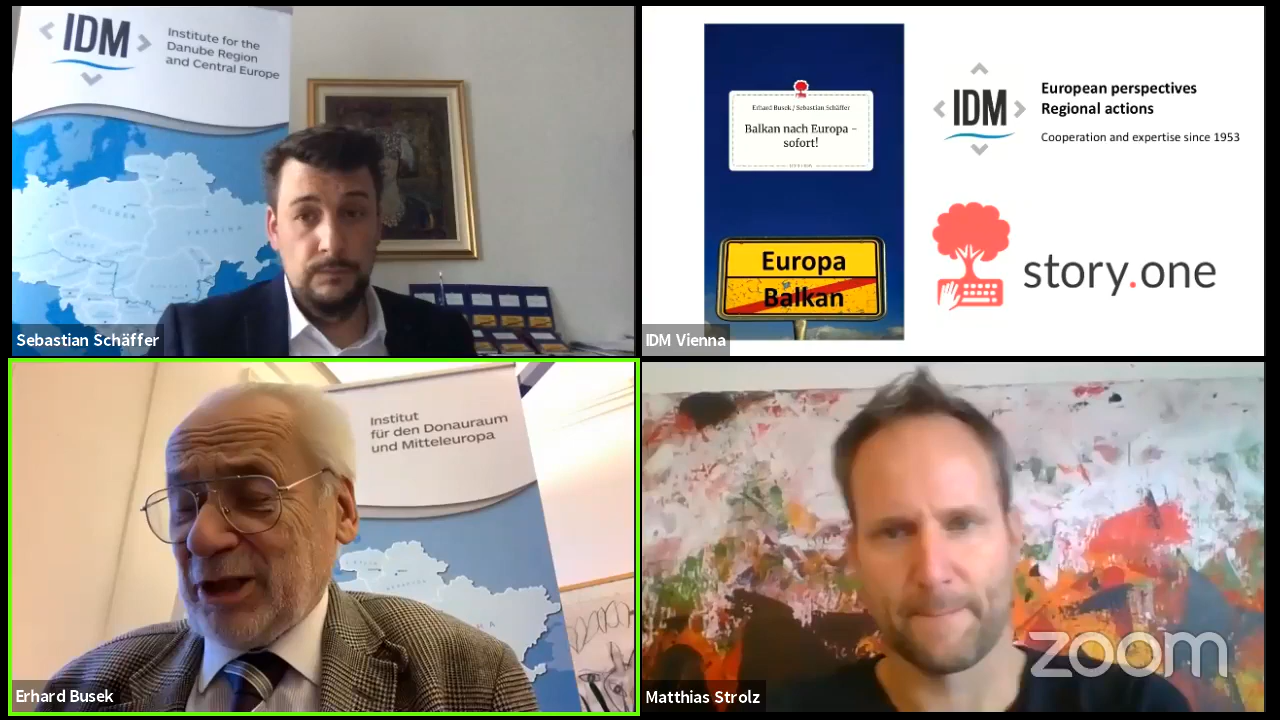 IDM
Institute for the
Danube Region
and Central Europe
POLSKA
Sebastian Schäffer
Erhard Busek / Sebastian Schäffer
Balkan nach Europa –
sofort!
Europa
Balkan
IDM
European perspectives
Regional actions
Cooperation and expertise since 1953
story.one
IDM Vienna
Institut
für den Donauraum
und Mitteleuropa
Erhard Busek
Matthias Strolz
zoom